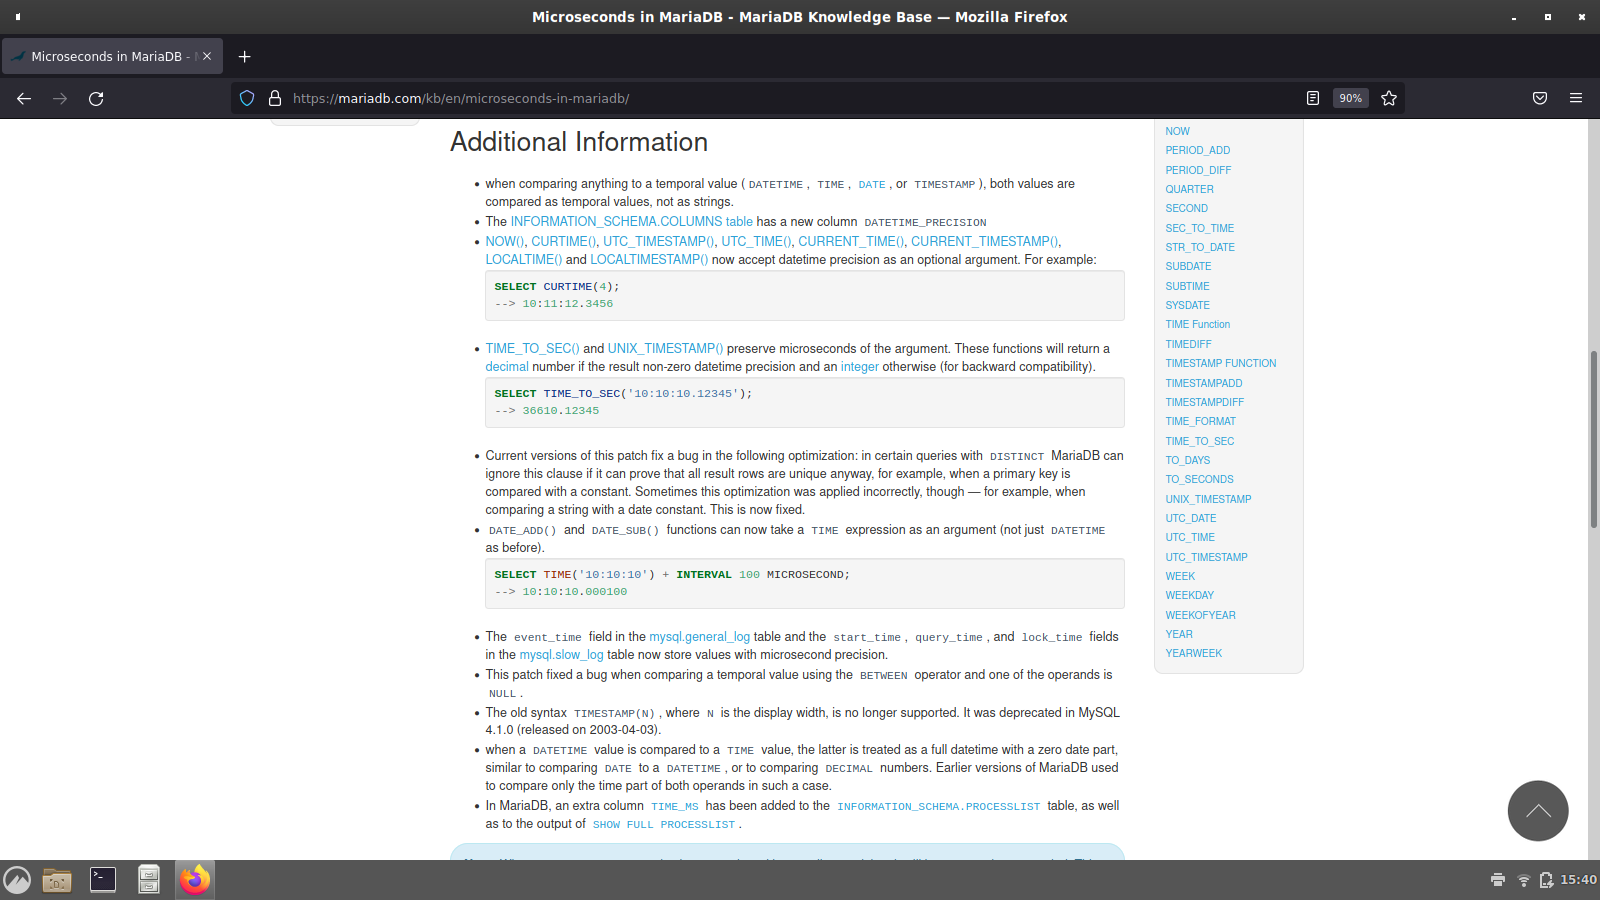 Microseconds in MariaDB - MariaDB Knowledge Base — Mozilla Firefox
Microseconds in MariaDB -
https://mariadb.com/kb/en/microseconds-in-mariadb/
90%
Additional Information
when comparing anything to a temporal value ( DATETIME , TIME , DATE , or TIMESTAMP ), both values are
compared as temporal values, not as strings.
The INFORMATION_SCHEMA.COLUMNS table has a new column DATETIME_PRECISION
NOW(), CURTIME(), UTC_TIMESTAMP(), UTC_TIME(), CURRENT_TIME(), CURRENT_TIMESTAMP(),
LOCALTIME() and LOCALTIMESTAMP() now accept datetime precision as an optional argument. For example:
SELECT CURTIME(4);
--> 10:11:12.3456
TIME_TO_SEC() and UNIX_TIMESTAMP() preserve microseconds of the argument. These functions will return a
decimal number if the result non-zero datetime precision and an integer otherwise (for backward compatibility).
SELECT TIME_TO_SEC('10:10:10.12345');
--> 36610.12345
Current versions of this patch fix a bug in the following optimization: in certain queries with DISTINCT MariaDB can
ignore this clause if it can prove that all result rows are unique anyway, for example, when a primary key is
compared with a constant. Sometimes this optimization was applied incorrectly, though — for example, when
comparing a string with a date constant. This is now fixed.
DATE_ADD() and DATE_SUB() functions can now take a TIME expression as an argument (not just DATETIME
as before).
SELECT TIME('10:10:10') + INTERVAL 100 MICROSECOND;
--> 10:10:10.000100
The event_time field in the mysql.general_log table and the start_time , query_time , and lock_time fields
in the mysql.slow_log table now store values with microsecond precision.
This patch fixed a bug when comparing a temporal value using the BETWEEN operator and one of the operands is
NULL .
The old syntax TIMESTAMP(N) , where N is the display width, is no longer supported. It was deprecated in MySQL
4.1.0 (released on 2003-04-03).
when a DATETIME value is compared to a TIME value, the latter is treated as a full datetime with a zero date part,
similar to comparing DATE to a DATETIME , or to comparing DECIMAL numbers. Earlier versions of MariaDB used
to compare only the time part of both operands in such a case.
In MariaDB, an extra column TIME_MS has been added to the INFORMATION_SCHEMA.PROCESSLIST table, as well
as to the output of SHOW FULL PROCESSLIST .
NOW
PERIOD_ADD
PERIOD_DIFF
QUARTER
SECOND
SEC_TO_TIME
STR_TO_DATE
SUBDATE
SUBTIME
SYSDATE
TIME Function
TIMEDIFF
TIMESTAMP FUNCTION
TIMESTAMPADD
TIMESTAMPDIFF
TIME_FORMAT
TIME_TO_SEC
TO_DAYS
TO_SECONDS
UNIX_TIMESTAMP
UTC_DATE
UTC_TIME
UTC_TIMESTAMP
WEEK
WEEKDAY
WEEKOFYEAR
YEAR
YEARWEEK
15:40